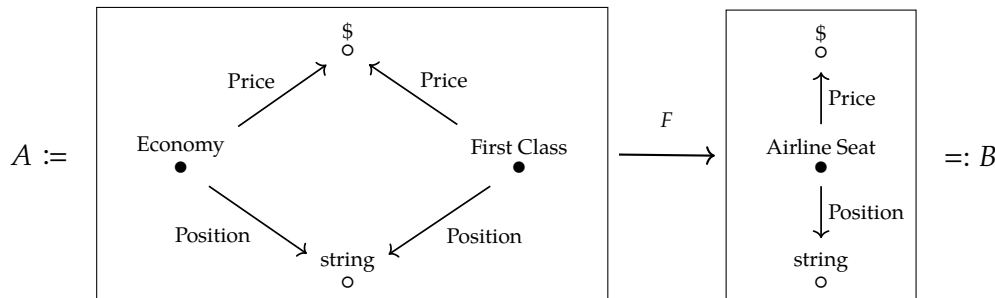 $
$
Price
Price
Price
F
A :=
Economy
First Class
Airline Seat
=: B
Position
Position
Position
string
string